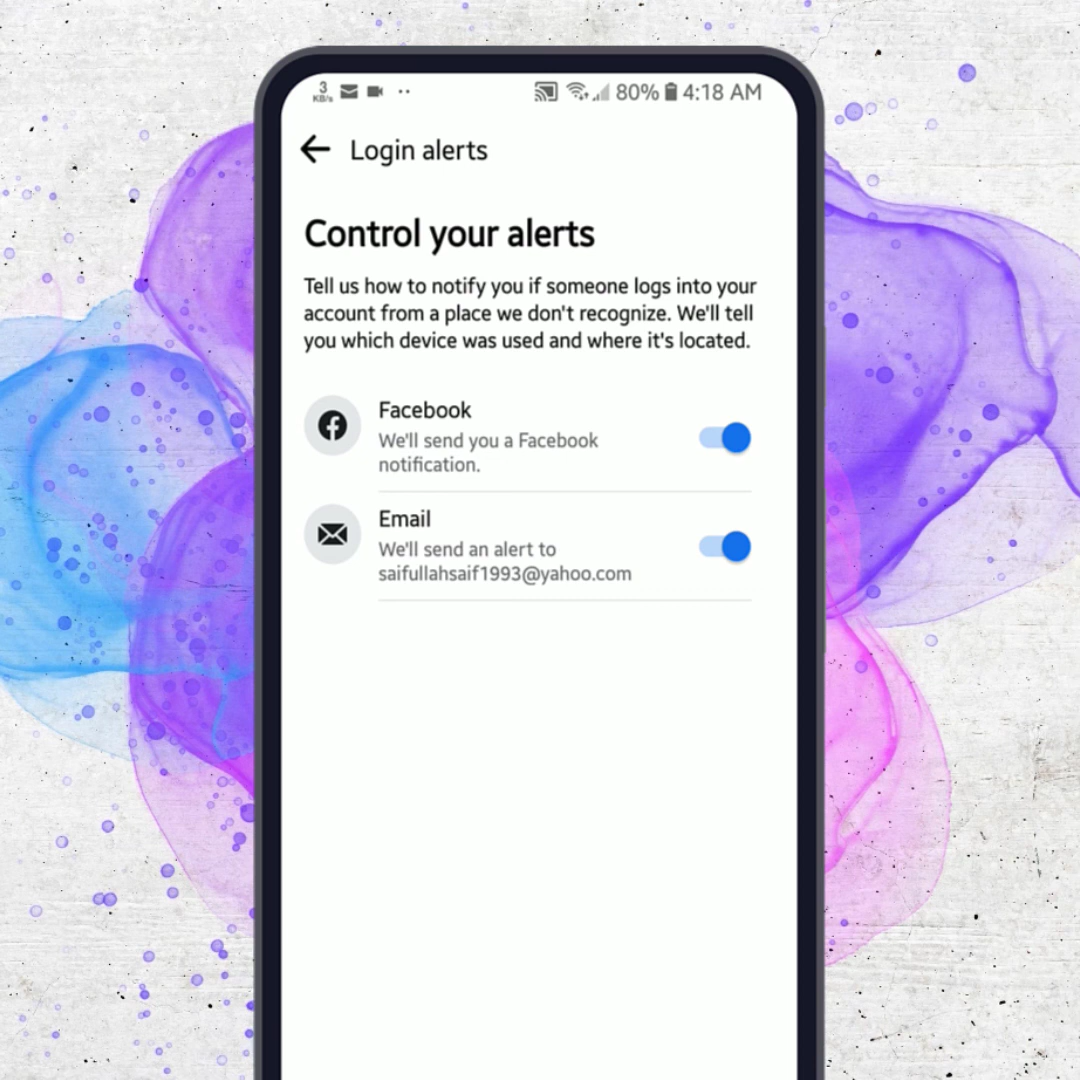 3
KB/s
80% 4:18 AM
Login alerts
Control your alerts
Tell us how to notify you if someone logs into your
account from a place we don't recognize. We'll tell
you which device was used and where it's located.
Facebook
We'll send you a Facebook
notification.
Email
We'll send an alert to
saifullahsaif1993@yahoo.com